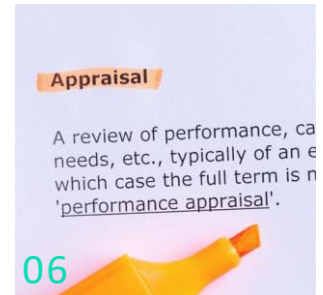 Appraisal
A review of performance, ca
needs, etc., typically of an e
which case the full term is n
'performance appraisal'.
06